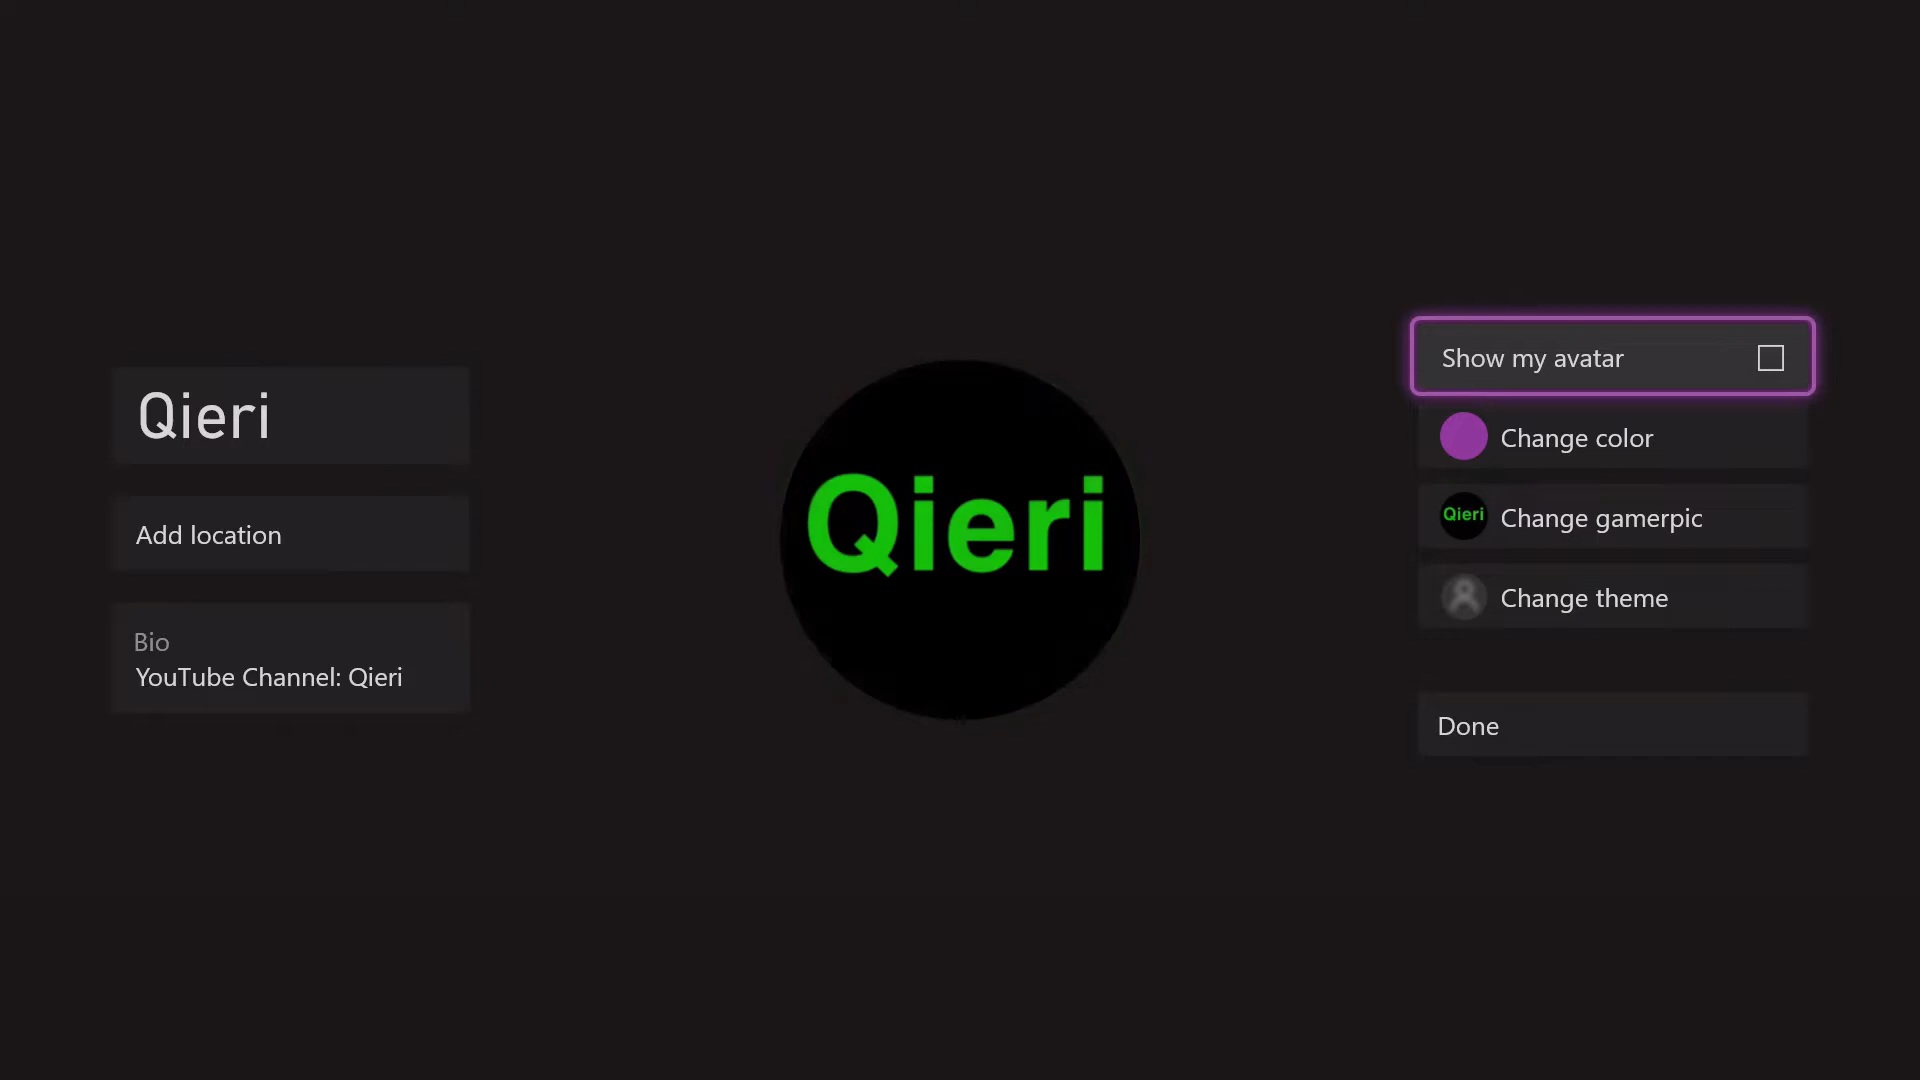 Qieri
Add location
Bio
YouTube Channel: Qieri
Qieri
Show my avatar
Change color
Qieri
Change gamerpic
Change theme
Done